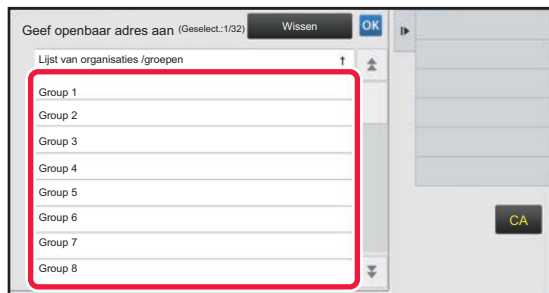 Geef openbaar adres aan (Geselect.:1/32) Wissen OK
Lijst van organisaties /groepen
Group 1
Group 2
Group 3
Group 4
Group 5
Group 6
Group 7
Group 8
CA